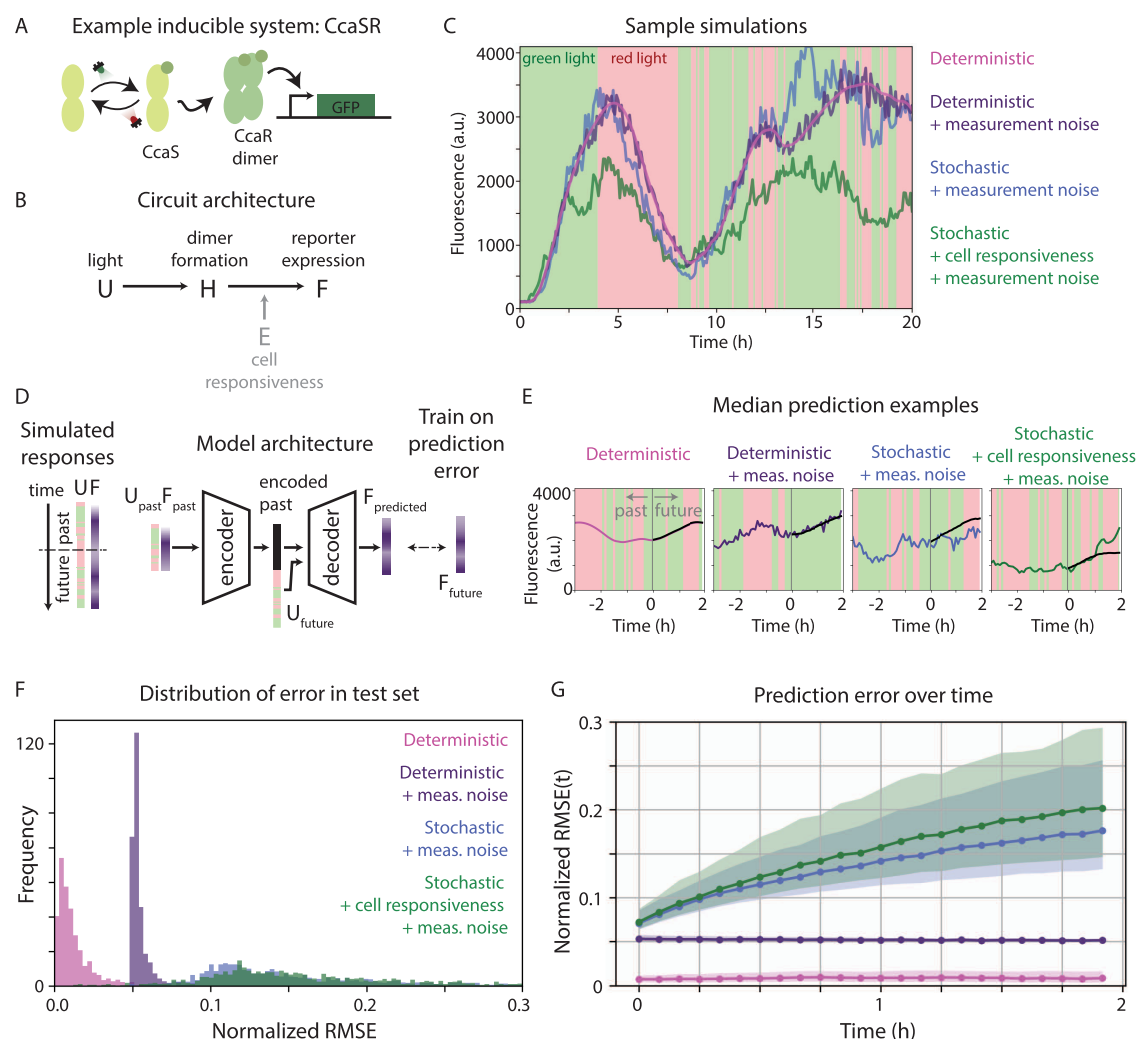 A
Example inducible system: CcaSR
GFP
CcaS
CcaR
dimer
B
Circuit architecture
light
dimer
formation
reporter
expression
U
H
F
E
cell
responsiveness
C
Sample simulations
green light
red light
4000
3000
2000
1000
0
Fluorescence (a.u.)
0
5
10
15
20
Time (h)
Deterministic
Deterministic
+ measurement noise
Stochastic
+ measurement noise
Stochastic
+ cell responsiveness
+ measurement noise
D
Simulated
responses
time
U F
past
future
Model architecture
U past F past
encoder
encoded
past
U future
decoder
F predicted
Train on
prediction
error
F future
E
Median prediction examples
Deterministic
Deterministic
+ meas. noise
Stochastic
+ meas. noise
Stochastic
+ cell responsiveness
+ meas. noise
4000
0
Fluorescence
(a.u.)
past
future
-2 0 2
-2 0 2
-2 0 2
-2 0 2
Time (h)
Time (h)
Time (h)
Time (h)
F
Distribution of error in test set
120
0
Frequency
Deterministic
Deterministic
+ meas. noise
Stochastic
+ meas. noise
Stochastic
+ cell responsiveness
+ meas. noise
0.0
0.1
0.2
0.3
Normalized RMSE
G
Prediction error over time
0.3
0.2
0.1
0
Normalized RMSE(t)
0
1
2
Time (h)